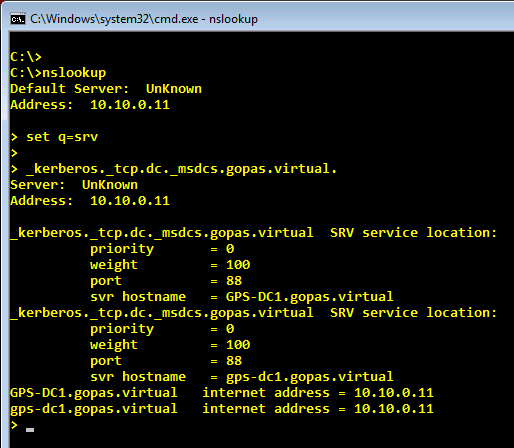 C:\Windows\system32\cmd.exe - nslookup
C:\>
C:\>nslookup
Default Server:  UnKnown
Address:  10.10.0.11
> set q=srv
>
> _kerberos._tcp.dc._msdcs.gopas.virtual.
Server:  UnKnown
Address:  10.10.0.11
_kerberos._tcp.dc._msdcs.gopas.virtual  SRV service location:
priority       = 0
weight         = 100
port           = 88
svr hostname   = GPS-DC1.gopas.virtual
_kerberos._tcp.dc._msdcs.gopas.virtual  SRV service location:
priority       = 0
weight         = 100
port           = 88
svr hostname   = gps-dc1.gopas.virtual
GPS-DC1.gopas.virtual   internet address = 10.10.0.11
gps-dc1.gopas.virtual   internet address = 10.10.0.11
> _